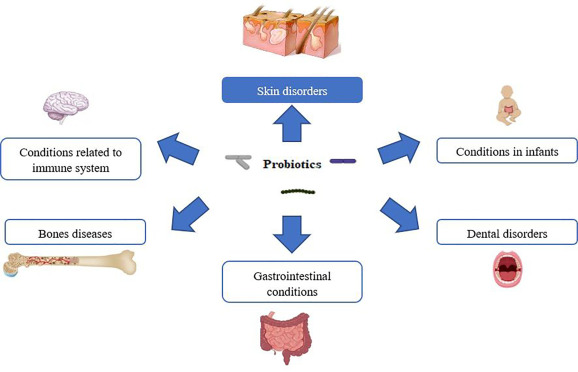 Skin disorders
Conditions related to
immune system
Probiotics
Conditions in infants
Bones diseases
Dental disorders
Gastrointestinal
conditions